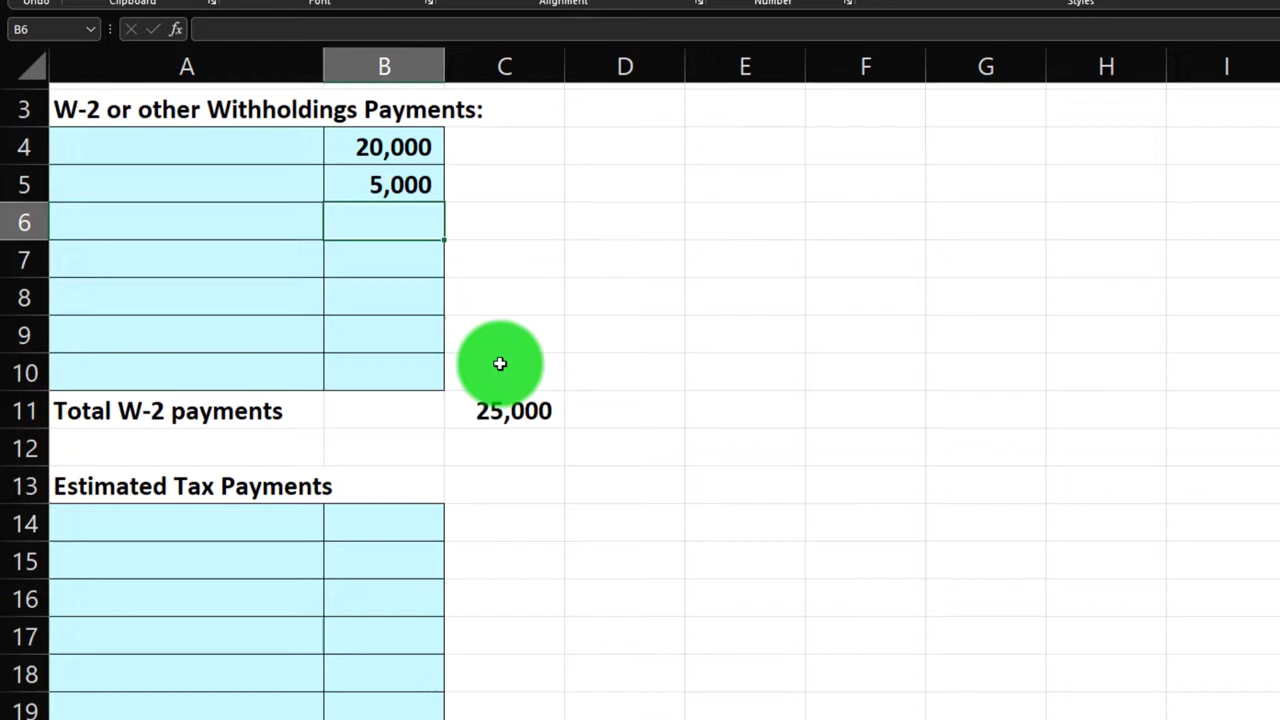 Undo Clipboard Font Alignment Number Styles
B6 fx
A B C D E F G H I
3 W-2 or other Withholdings Payments:
4 20,000
5 5,000
6
7
8
9
10
11 Total W-2 payments 25,000
12
13 Estimated Tax Payments
14
15
16
17
18
19